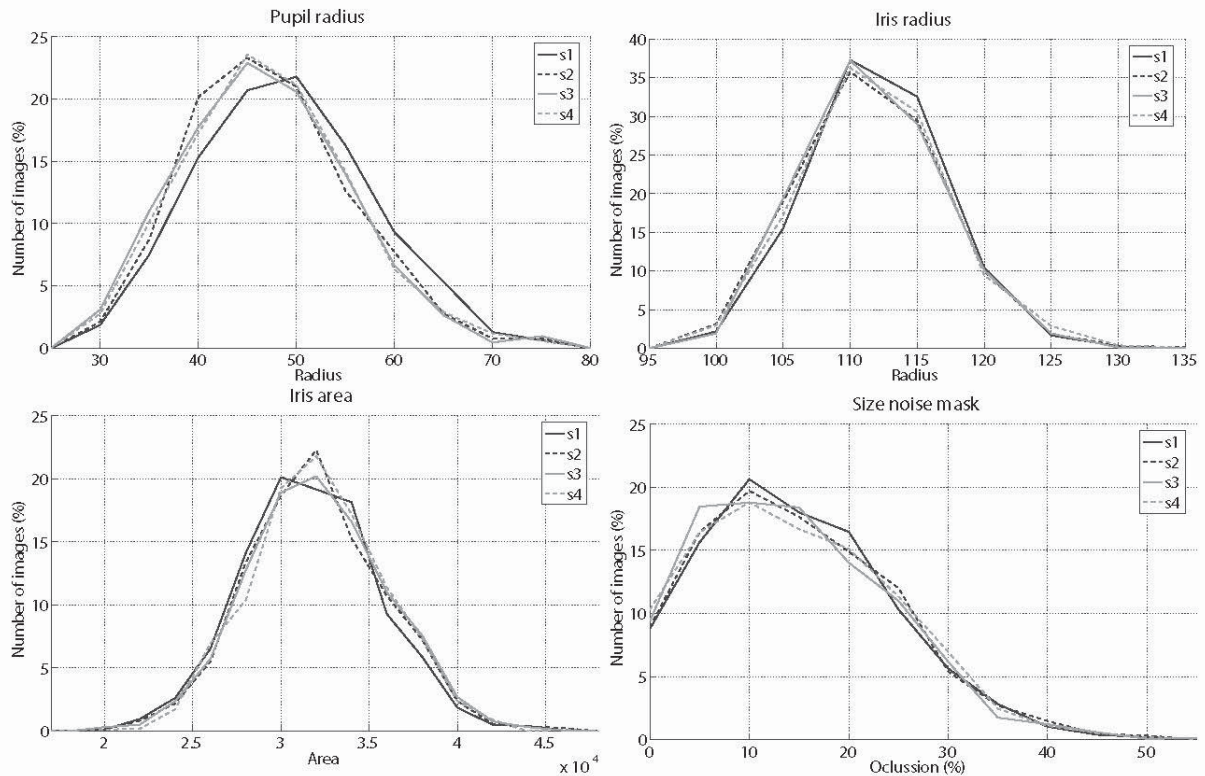 Pupil radius
Number of images (%)
25
20
15
10
5
0
30 40 50 60 70 80
Radius
s1
s2
s3
s4
Iris radius
Number of images (%)
40
35
30
25
20
15
10
5
0
95 100 105 110 115 120 125 130 135
Radius
s1
s2
s3
s4
Iris area
Number of images (%)
25
20
15
10
5
0
2 2.5 3 3.5 4 4.5
Area
x 10^4
s1
s2
s3
s4
Size noise mask
Number of images (%)
25
20
15
10
5
0
0 10 20 30 40 50
Oclussion (%)
s1
s2
s3
s4